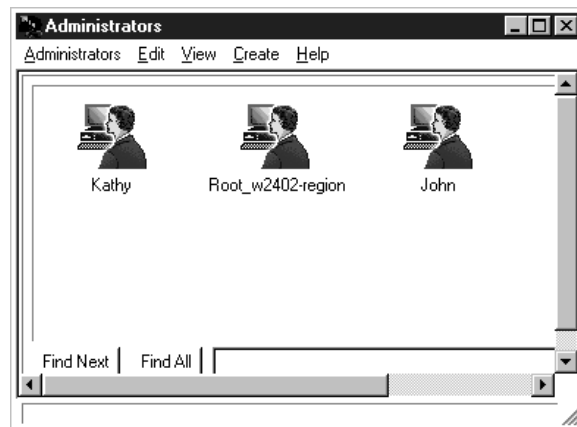 Administrators
Administrators Edit View Create Help
Kathy Root_w2402-region John
Find Next Find All